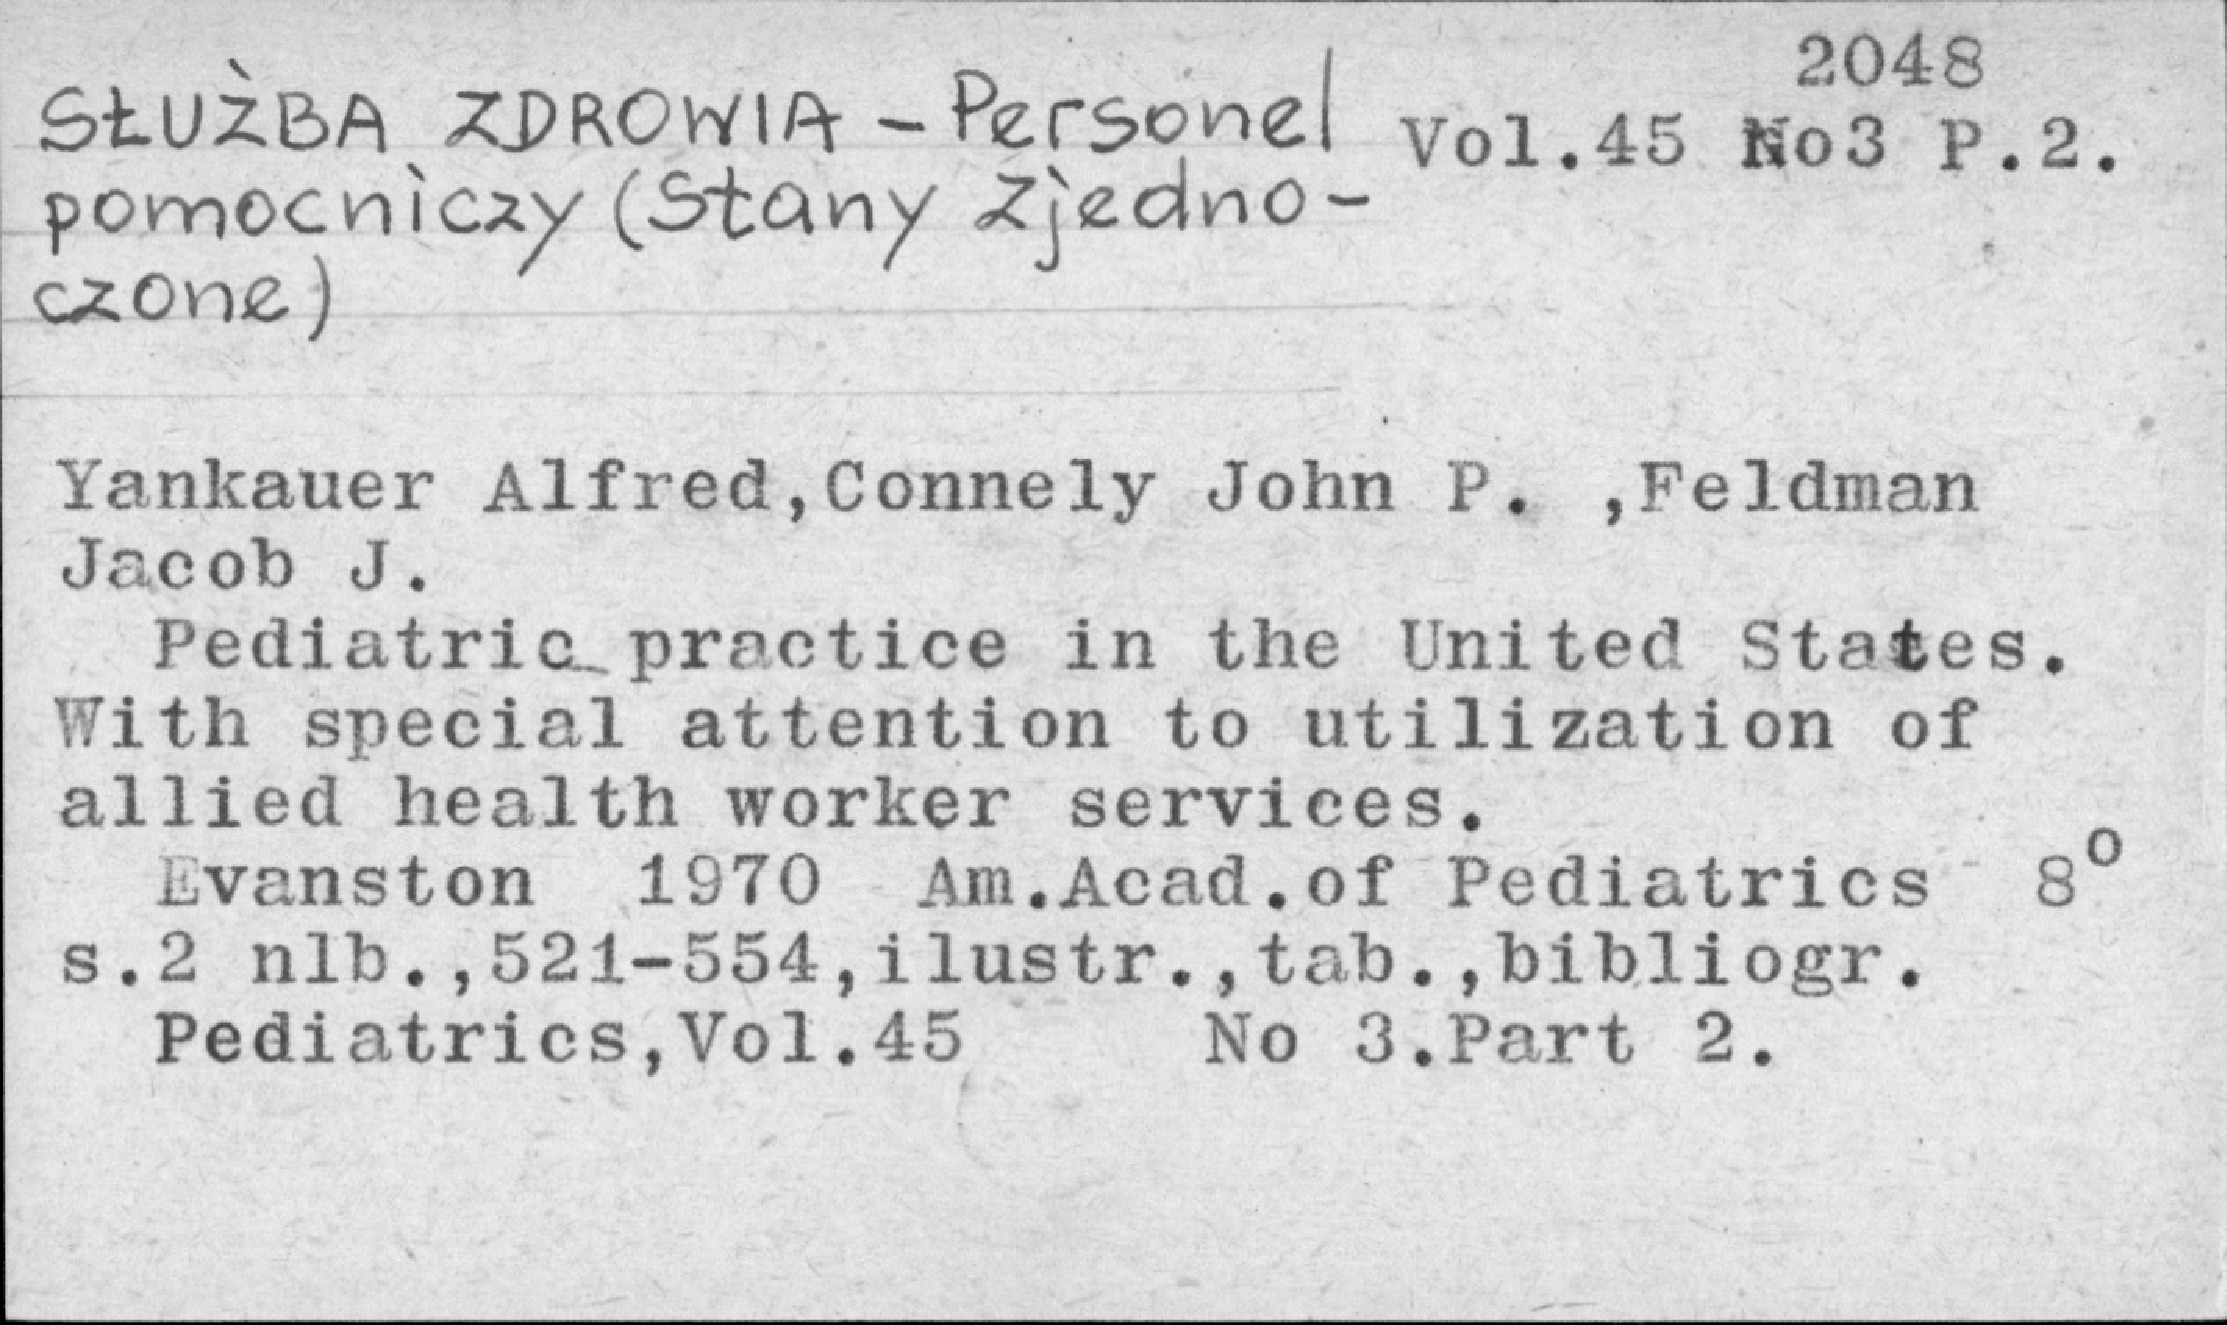 2048
SŁUŻBA ZDROWIA - Personel
Vol.45 No3 P.2.
pomocniczy (Stany Zjedno-
czone)
Yankauer Alfred,Connely John P. ,Feldman
Jacob J.
Pediatric practice in the United States.
With special attention to utilization of
allied health worker services.
Evanston 1970 Am.Acad.of Pediatrics 8°
s.2 nlb.,521-554,ilustr.,tab.,bibliogr.
Pediatrics,Vol.45 No 3.Part 2.